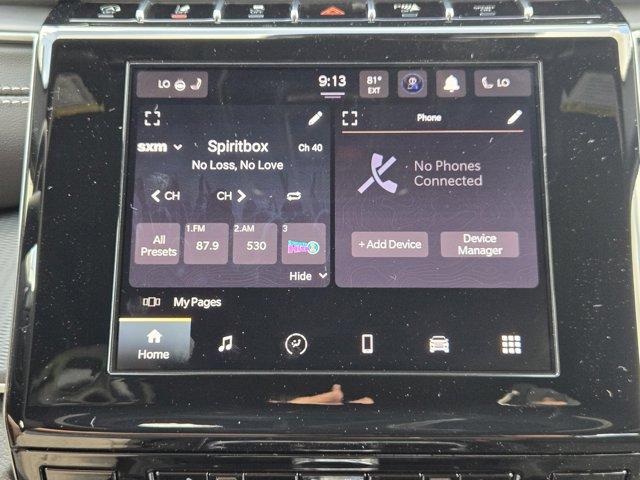 LO
9:13
81°
EXT
LO
sxm
Spiritbox
Ch 40
No Loss, No Love
CH
CH
All
Presets
1.FM
87.9
2.AM
530
3
Hide
Phone
No Phones
Connected
+ Add Device
Device
Manager
My Pages
Home